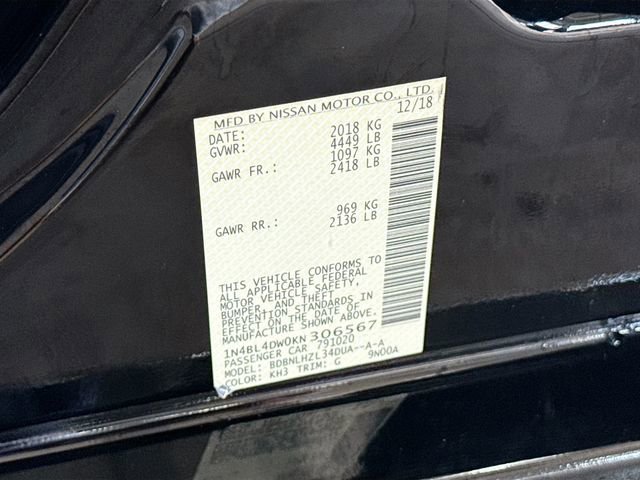 MFD BY NISSAN MOTOR CO., LTD.
DATE: 12/18
GVWR: 2018 KG
4449 LB
GAWR FR.: 1097 KG
2418 LB
GAWR RR.: 969 KG
2136 LB
THIS VEHICLE CONFORMS TO
ALL APPLICABLE FEDERAL
MOTOR VEHICLE SAFETY,
BUMPER, AND THEFT
PREVENTION STANDARDS IN
EFFECT ON THE DATE OF
MANUFACTURE SHOWN ABOVE.
1N4BL4DW0KN306567
PASSENGER CAR 791020
MODEL: BDBNLHZL34DUA--A-A
COLOR: KH3 TRIM: G 9N00A